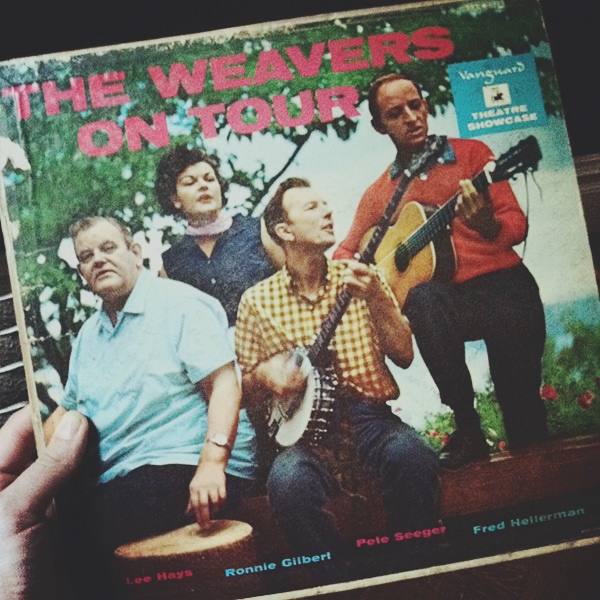 THE WEAVERS
ON TOUR
Vanguard
THEATRE
SHOWCASE
Lee Hays
Ronnie Gilbert
Pete Seeger
Fred Hellerman